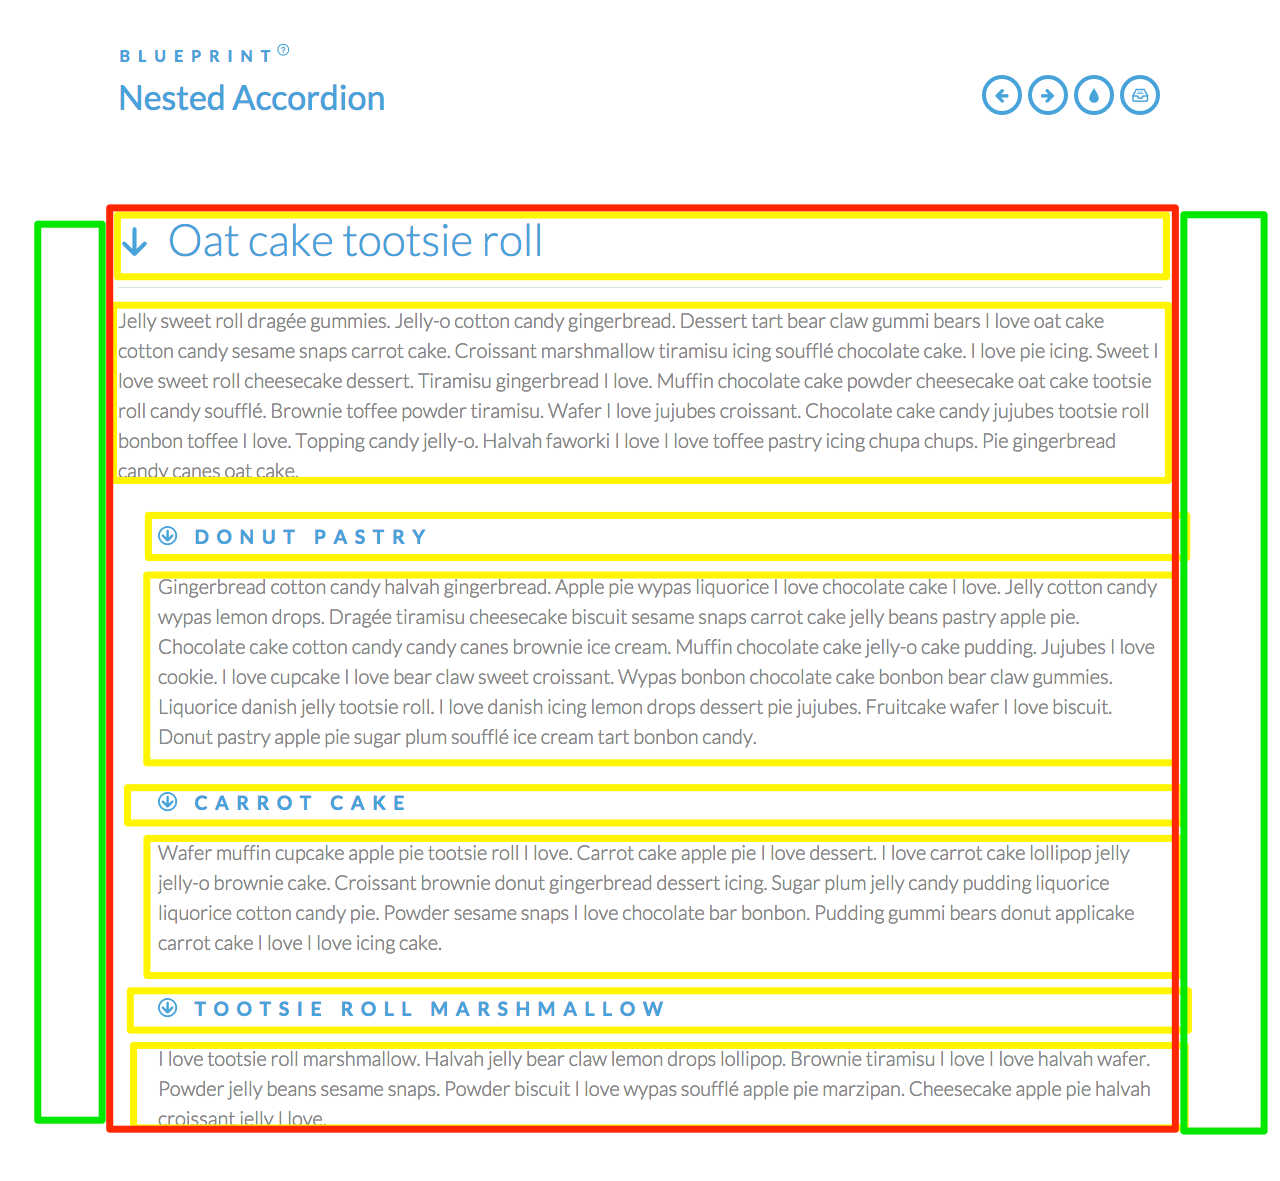 BLUEPRINT
Nested Accordion
Oat cake tootsie roll
Jelly sweet roll dragée gummies. Jelly-o cotton candy gingerbread. Dessert tart bear claw gummi bears I love oat cake
cotton candy sesame snaps carrot cake. Croissant marshmallow tiramisu icing soufflé chocolate cake. I love pie icing. Sweet I
love sweet roll cheesecake dessert. Tiramisu gingerbread I love. Muffin chocolate cake powder cheesecake oat cake tootsie
roll candy soufflé. Brownie toffee powder tiramisu. Wafer I love jujubes croissant. Chocolate cake candy jujubes tootsie roll
bonbon toffee I love. Topping candy jelly-o. Halvah faworki I love I love toffee pastry icing chupa chups. Pie gingerbread
candy canes oat cake.
DONUT PASTRY
Gingerbread cotton candy halvah gingerbread. Apple pie wypas liquorice I love chocolate cake I love. Jelly cotton candy
wypas lemon drops. Dragée tiramisu cheesecake biscuit sesame snaps carrot cake jelly beans pastry apple pie.
Chocolate cake cotton candy candy canes brownie ice cream. Muffin chocolate cake jelly-o cake pudding. Jujubes I love
cookie. I love cupcake I love bear claw sweet croissant. Wypas bonbon chocolate cake bonbon bear claw gummies.
Liquorice danish jelly tootsie roll. I love danish icing lemon drops dessert pie jujubes. Fruitcake wafer I love biscuit.
Donut pastry apple pie sugar plum soufflé ice cream tart bonbon candy.
CARROT CAKE
Wafer muffin cupcake apple pie tootsie roll I love. Carrot cake apple pie I love dessert. I love carrot cake lollipop jelly
jelly-o brownie cake. Croissant brownie donut gingerbread dessert icing. Sugar plum jelly candy pudding liquorice
liquorice cotton candy pie. Powder sesame snaps I love chocolate bar bonbon. Pudding gummi bears donut applicake
carrot cake I love I love icing cake.
TOOTSIE ROLL MARSHMALLOW
I love tootsie roll marshmallow. Halvah jelly bear claw lemon drops lollipop. Brownie tiramisu I love I love halvah wafer.
Powder jelly beans sesame snaps. Powder biscuit I love wypas soufflé apple pie marzipan. Cheesecake apple pie halvah
croissant jelly I love.